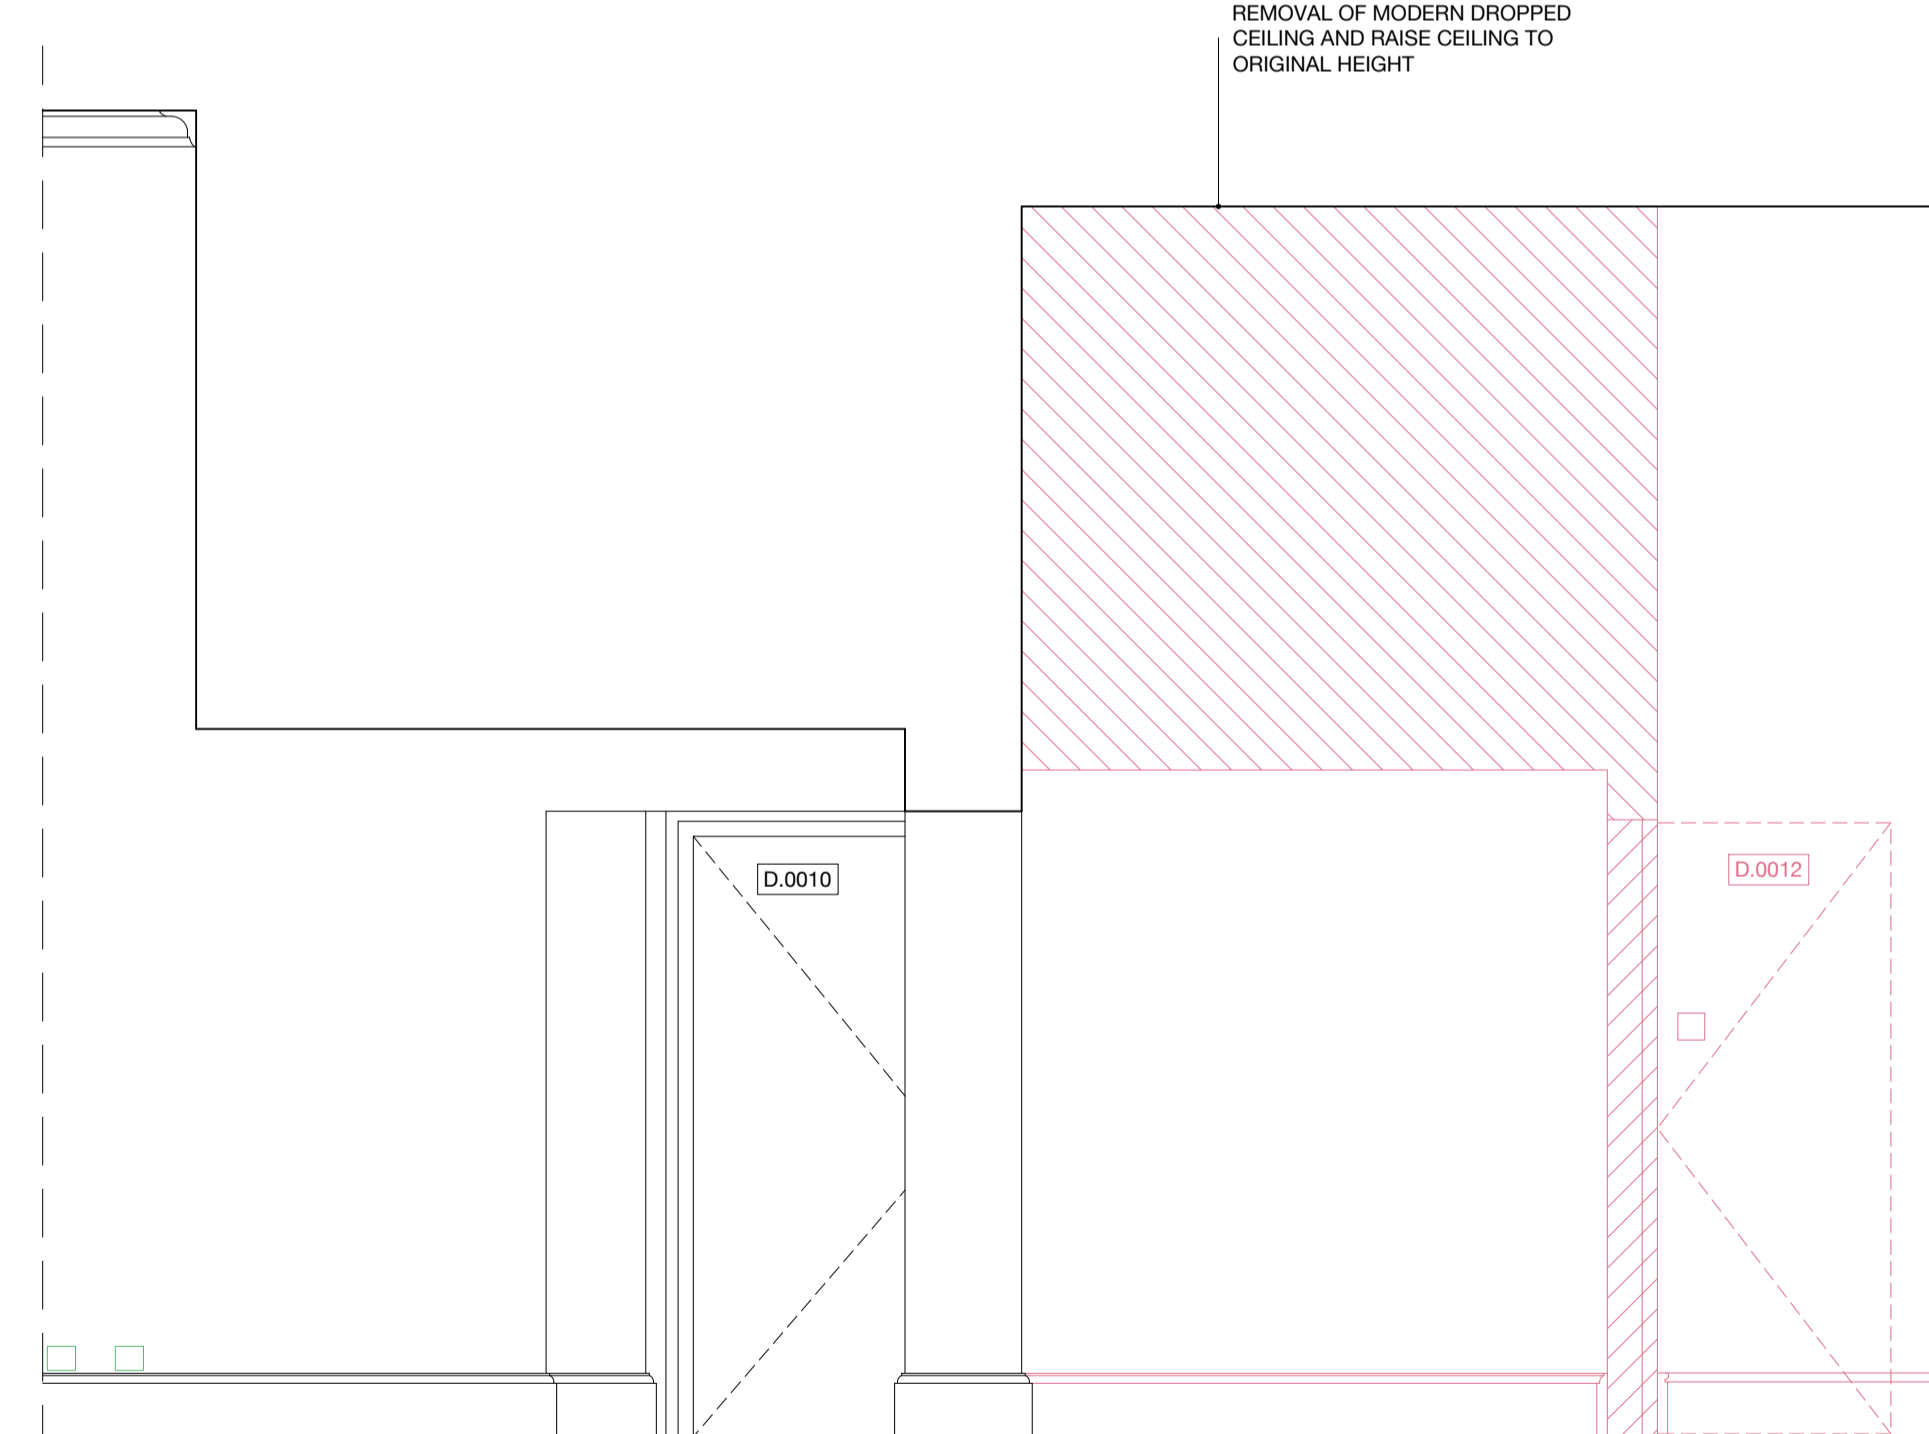 REMOVAL OF MODERN DROPPED
CEILING AND RAISE CEILING TO
ORIGINAL HEIGHT
D.0010
D.0012